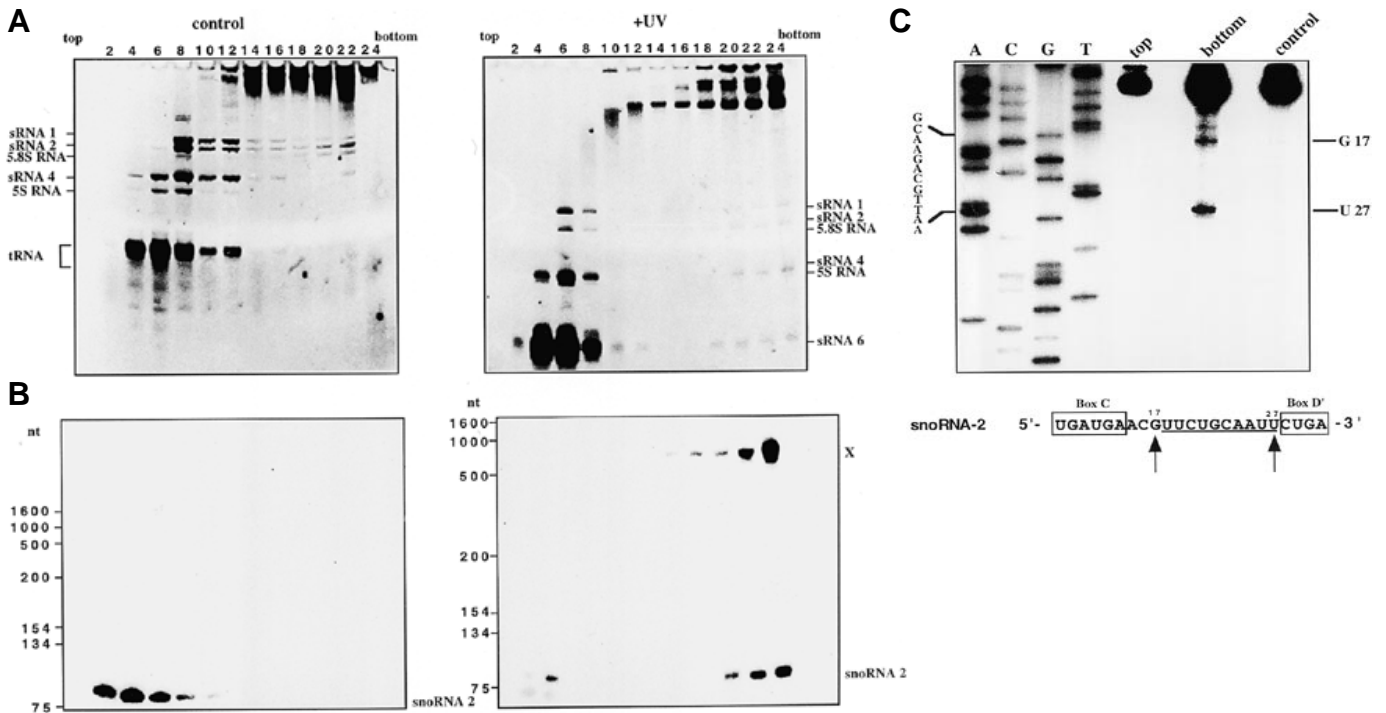 A
control
top
2 4 6 8 10 12 14 16 18 20 22 24
bottom
sRNA 1
sRNA 2
5.8S RNA
sRNA 4
5S RNA
tRNA
+UV
top
2 4 6 8 10 12 14 16 18 20 22 24
bottom
sRNA 1
sRNA 2
5.8S RNA
sRNA 4
5S RNA
sRNA 6
B
nt
1600
1000
500
200
154
134
75
snoRNA 2
nt
1600
1000
500
200
154
134
75
X
snoRNA 2
C
A C G T top bottom control
G
C
A
A
G
A
C
G
T
T
A
A
G 17
U 27
Box C 17 27 Box D'
snoRNA-2 5'- UGAUGAACGUUCUGCAAUUCUGA -3'